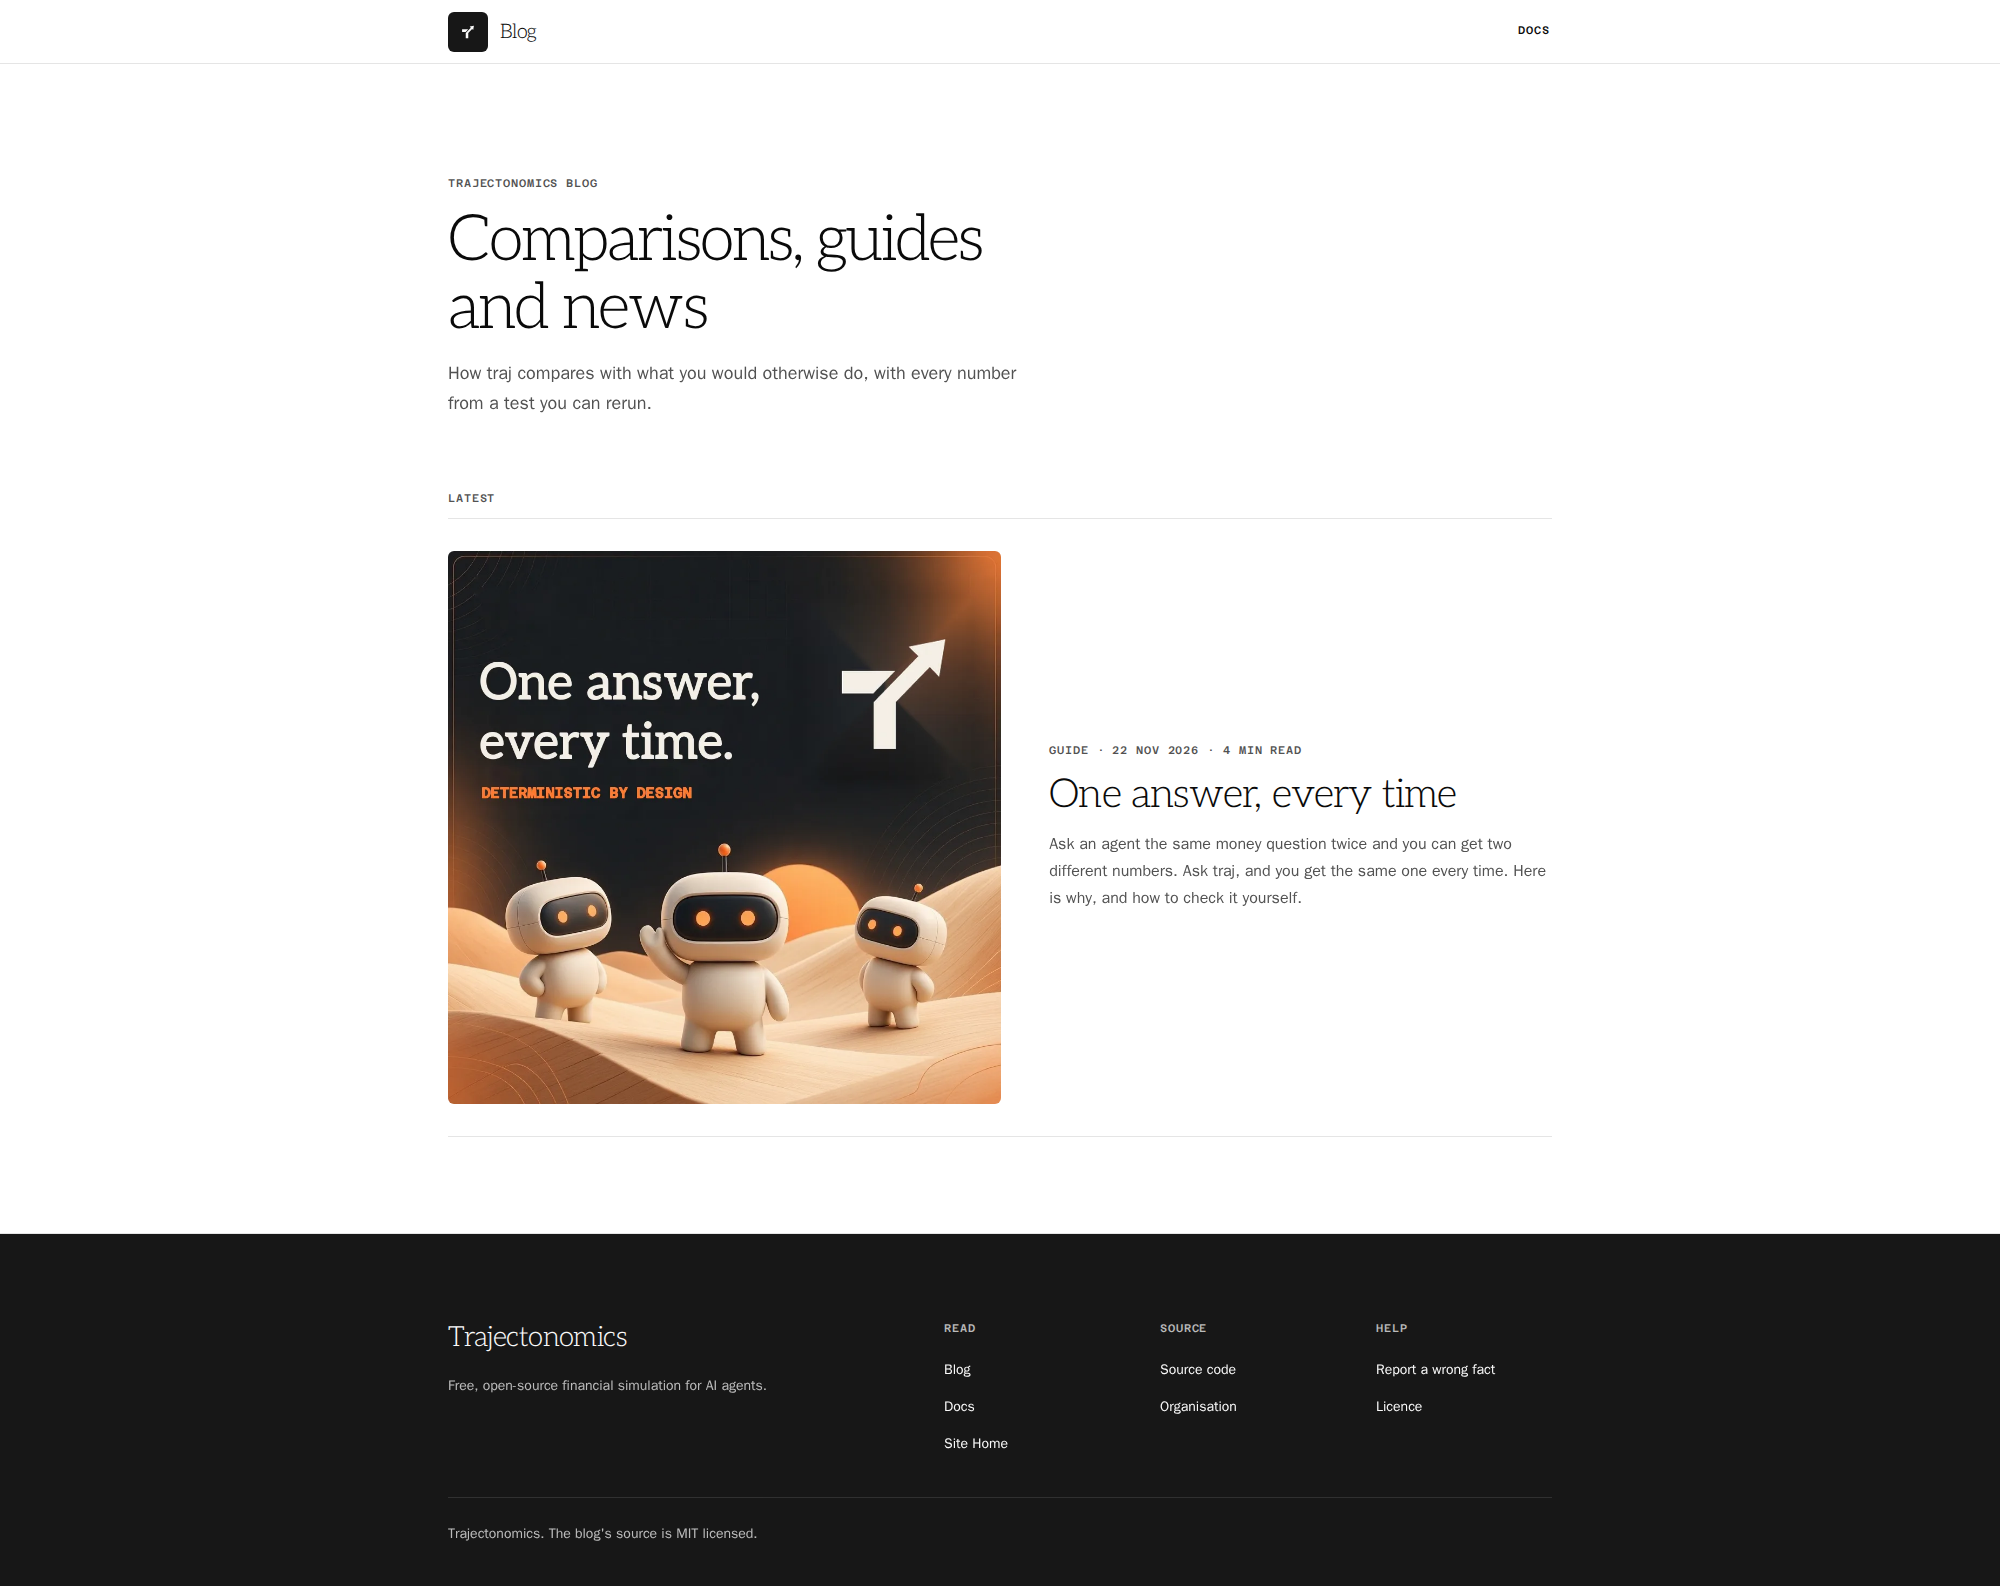 Blog
DOCS
TRAJECTONOMICS BLOG
Comparisons, guides
and news
How traj compares with what you would otherwise do, with every number
from a test you can rerun.
LATEST
One answer,
every time.
DETERMINISTIC BY DESIGN
GUIDE · 22 NOV 2026 · 4 MIN READ
One answer, every time
Ask an agent the same money question twice and you can get two
different numbers. Ask traj, and you get the same one every time. Here
is why, and how to check it yourself.
Trajectonomics
Free, open-source financial simulation for AI agents.
READ
Blog
Docs
Site Home
SOURCE
Source code
Organisation
HELP
Report a wrong fact
Licence
Trajectonomics. The blog's source is MIT licensed.